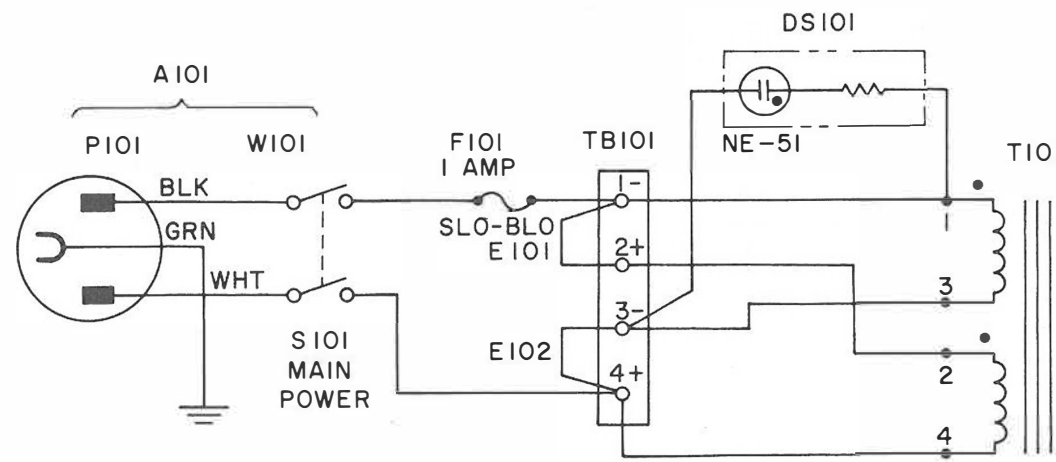 DS101
A101
P101
W101
F101
1 AMP
TB101
NE-51
T10
BLK
1-
GRN
SLO-BLO
E101
2+
1
WHT
3
3-
S101
MAIN
POWER
E102
4+
2
4